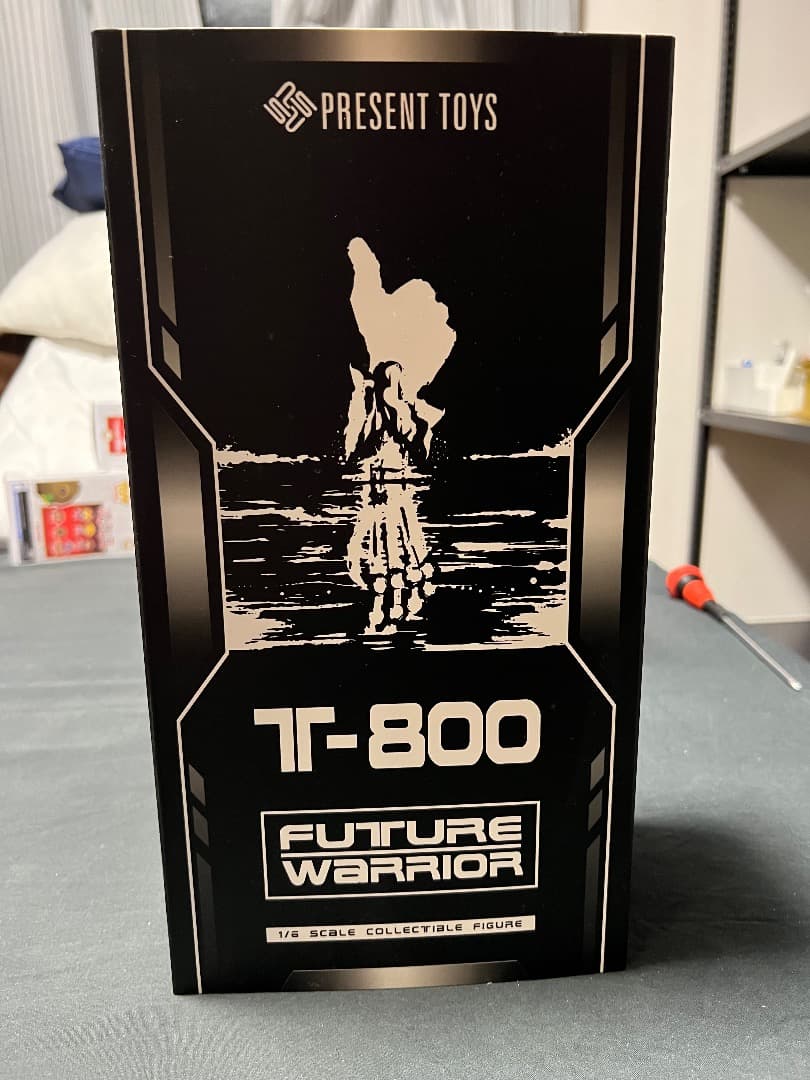 PRESENT TOYS
T-800
FUTURE
WARRIOR
1/6 SCALE COLLECTIBLE FIGURE